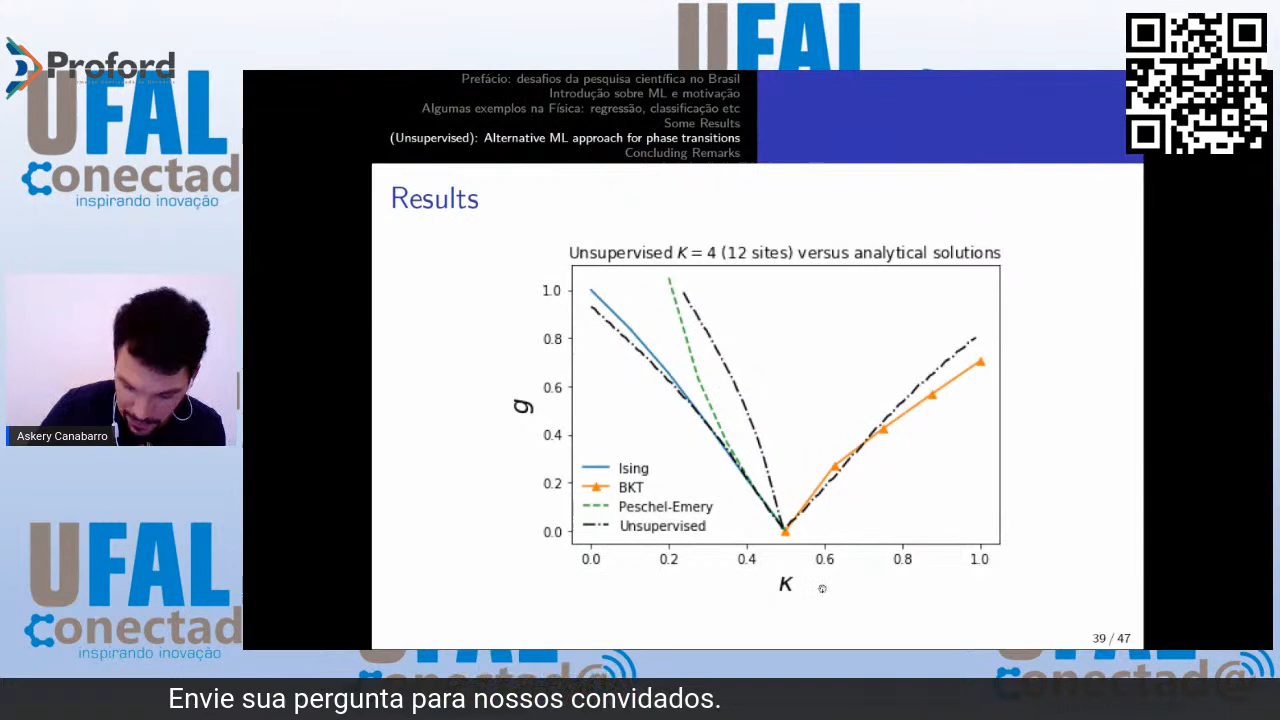 Proford
UFAL
Conectad
inspirando inovação
UFAL
Prefácio: desafios da pesquisa científica no Brasil
Introdução sobre ML e motivação
Algumas exemplos na Física: regressão, classificação etc
Some Results
(Unsupervised): Alternative ML approach for phase transitions
Concluding Remarks
Results
Unsupervised K = 4 (12 sites) versus analytical solutions
g
1.0
0.8
0.6
0.4
0.2
0.0
Ising
BKT
Peschel-Emery
Unsupervised
0.0 0.2 0.4 0.6 0.8 1.0
κ
39 / 47
Askery Canabarro
UFAL
Conectad
inspirando inovação
UFAL
Conectad@
Envie sua pergunta para nossos convidados.